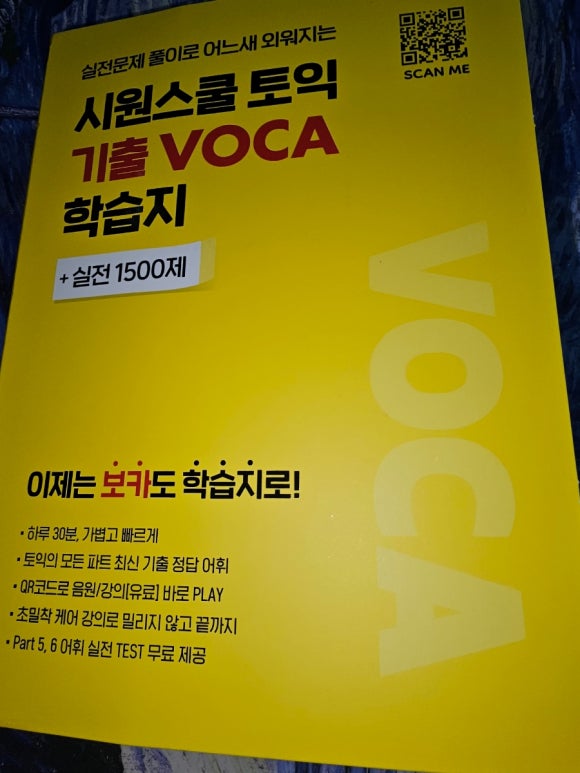 실전문제 풀이로 어느새 외워지는
SCAN ME
시원스쿨 토익
기출 VOCA
학습지
+ 실전 1500제
VOCA
이제는 보카도 학습지로!
• 하루 30분, 가볍고 빠르게
• 토익의 모든 파트 최신 기출 정답 어휘
• QR코드로 음원/강의[유료] 바로 PLAY
• 초밀착 케어 강의로 밀리지 않고 끝까지
• Part 5, 6 어휘 실전 TEST 무료 제공